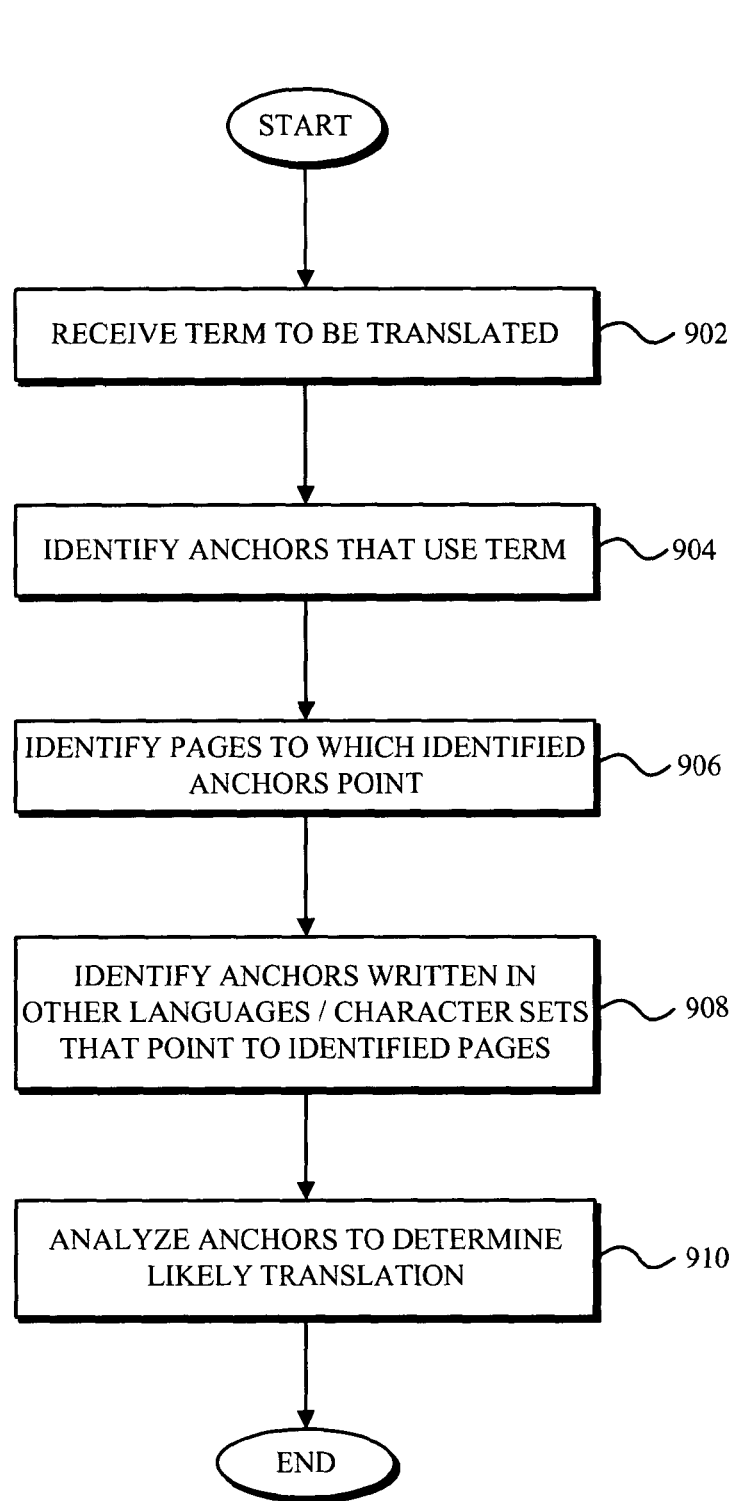 START
RECEIVE TERM TO BE TRANSLATED
902
IDENTIFY ANCHORS THAT USE TERM
904
IDENTIFY PAGES TO WHICH IDENTIFIED
ANCHORS POINT
906
IDENTIFY ANCHORS WRITTEN IN
OTHER LANGUAGES / CHARACTER SETS
THAT POINT TO IDENTIFIED PAGES
908
ANALYZE ANCHORS TO DETERMINE
LIKELY TRANSLATION
910
END